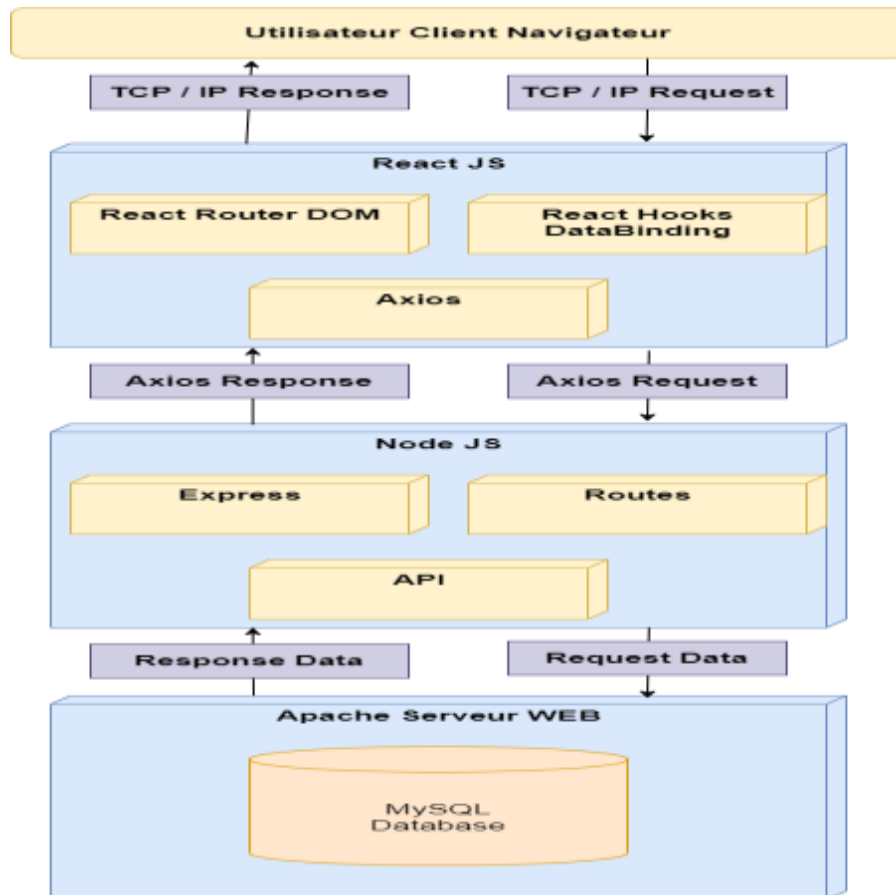 Utilisateur Client Navigateur
TCP / IP Response
TCP / IP Request
React JS
React Router DOM
React Hooks
DataBinding
Axios
Axios Response
Axios Request
Node JS
Express
Routes
API
Response Data
Request Data
Apache Serveur WEB
MySQL
Database